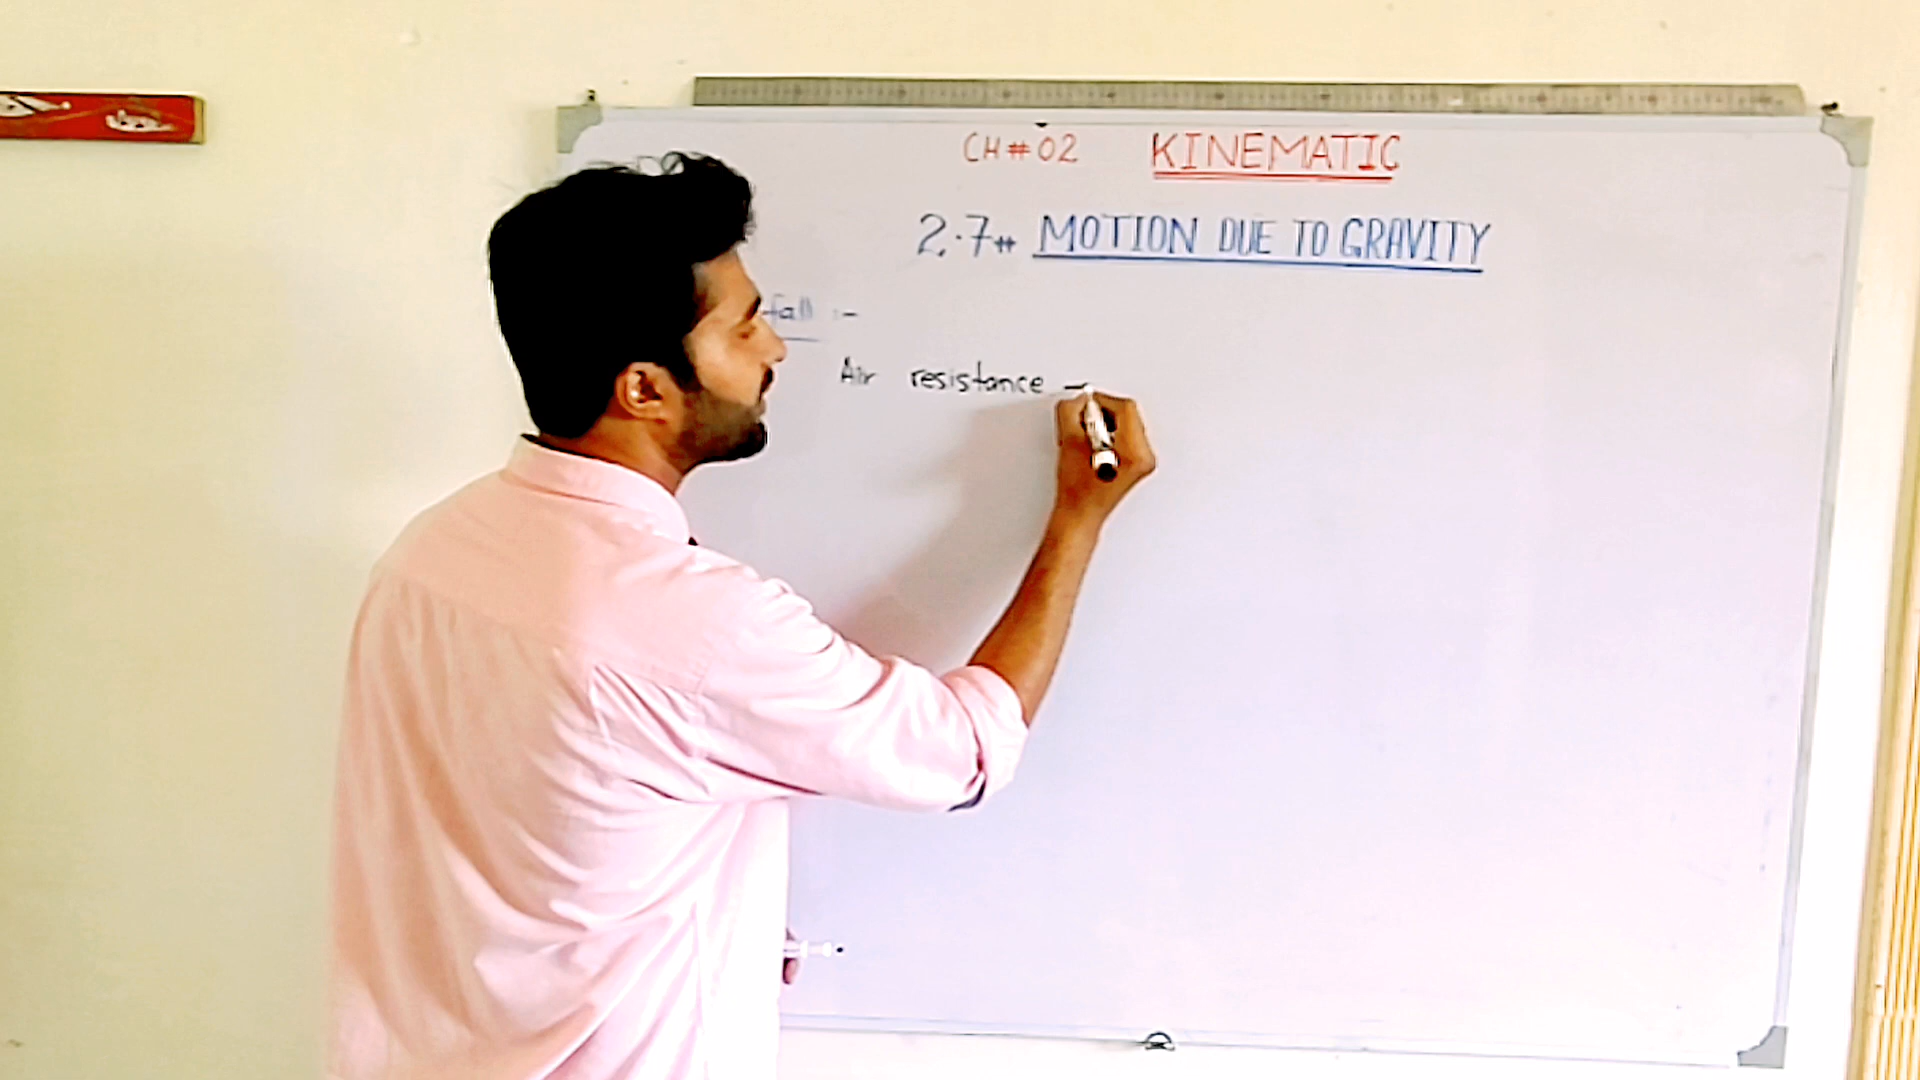 CH # 02 KINEMATIC
2.7# MOTION DUE TO GRAVITY
fall :-
Air resistance -